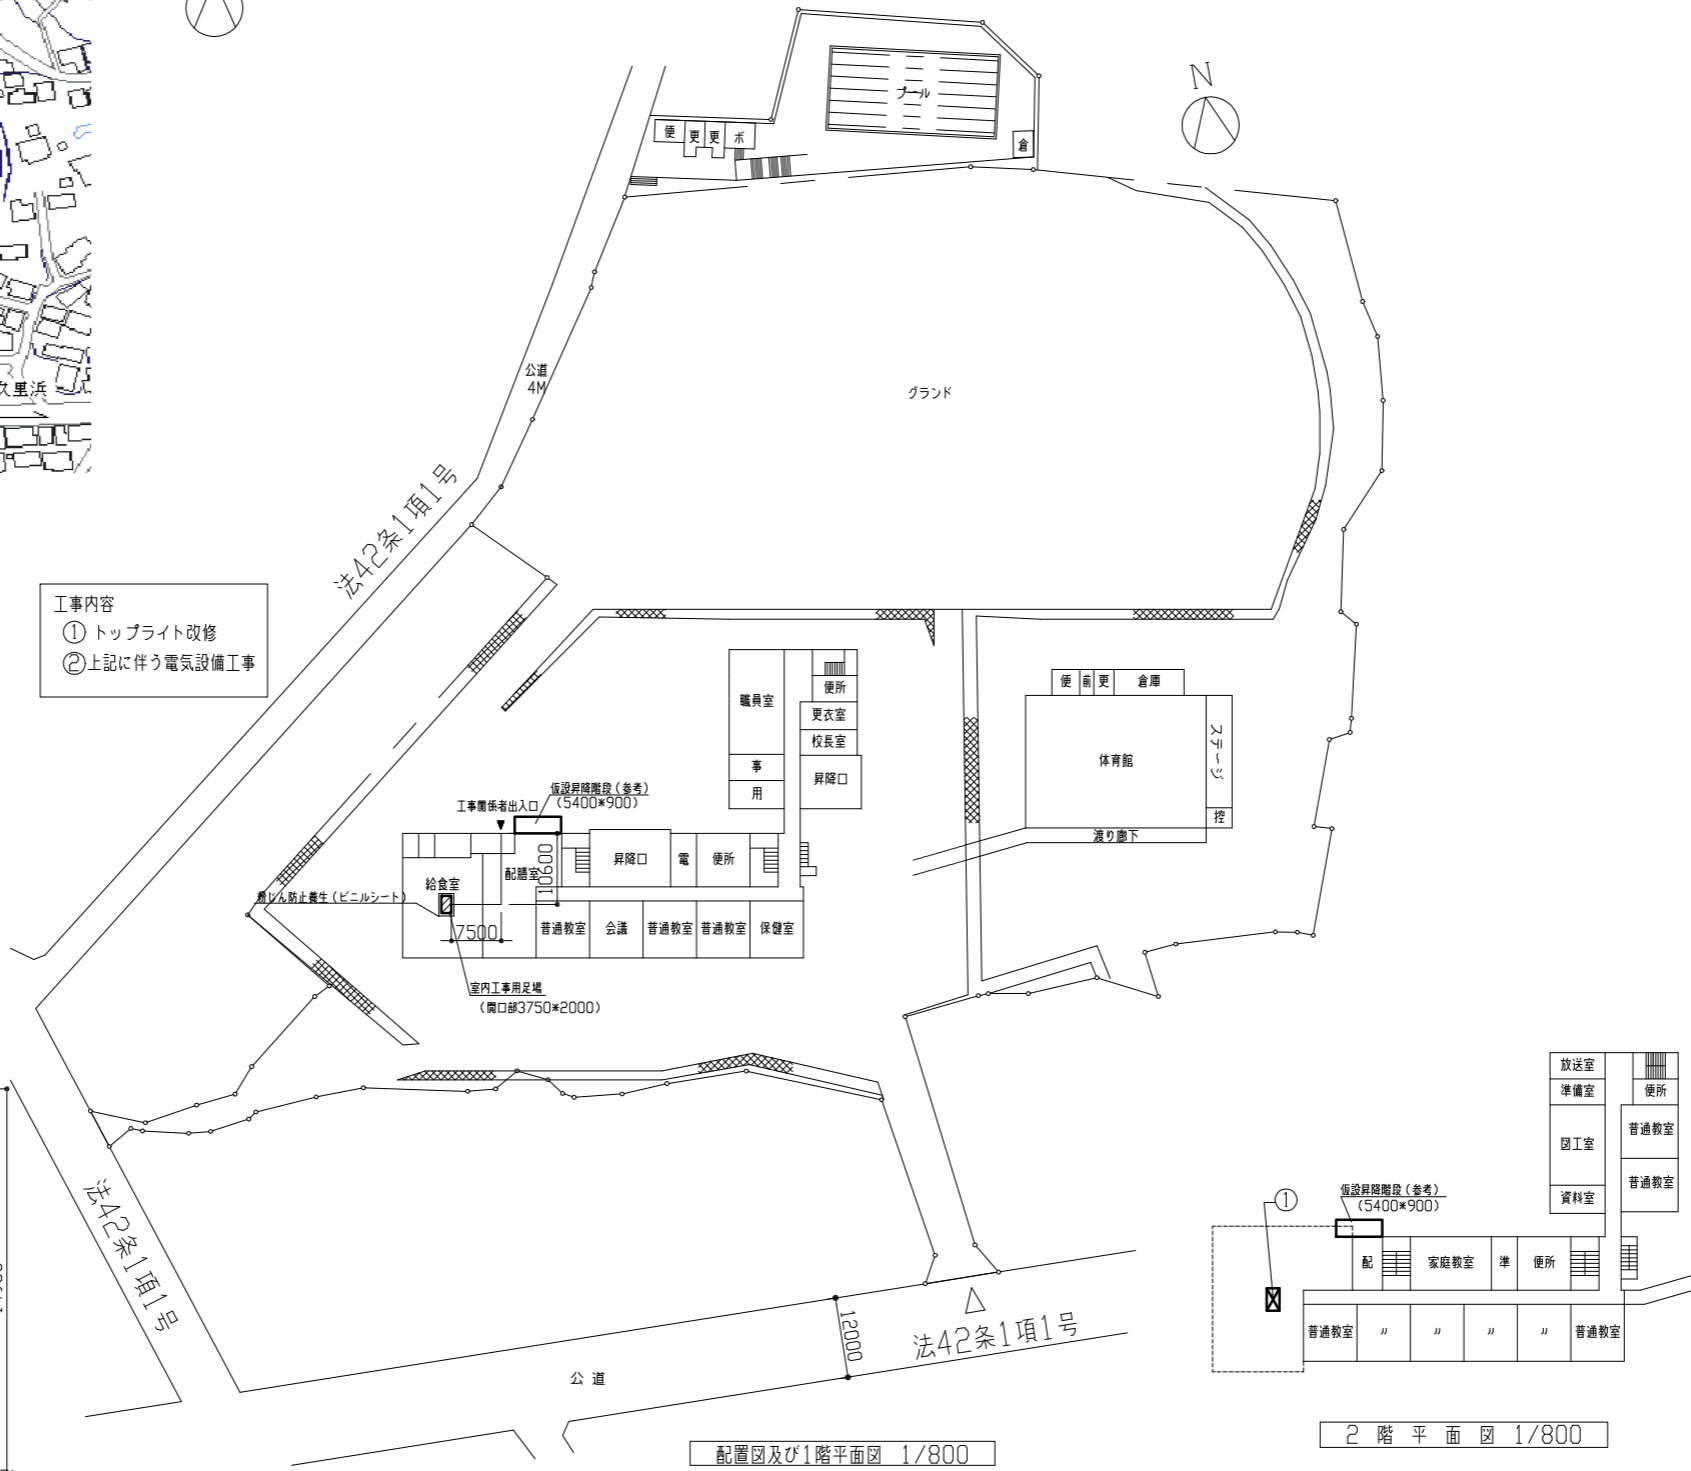 N
プール
便
更
更
ボ
倉
公道
4M
グランド
久里浜
法42条1項1号
工事内容
① トップライト改修
②上記に伴う電気設備工事
職員室
便所
更衣室
校長室
事
用
昇降口
便
前
更
倉庫
ステージ
体育館
控
渡り廊下
仮設昇降階段(参考)
(5400*900)
工事関係者出入口
10600
昇降口
電
便所
配膳室
給食室
粉じん防止養生(ビニルシート)
7500
普通教室
会議
普通教室
普通教室
保健室
室内工事用足場
(開口部3750*2000)
放送室
準備室
便所
図工室
普通教室
資料室
普通教室
①
仮設昇降階段(参考)
(5400*900)
配
家庭教室
準
便所
普通教室
〃
〃
〃
〃
普通教室
法42条1項1号
12000
法42条1項1号
公 道
配置図及び1階平面図 1/800
2 階 平 面 図 1/800